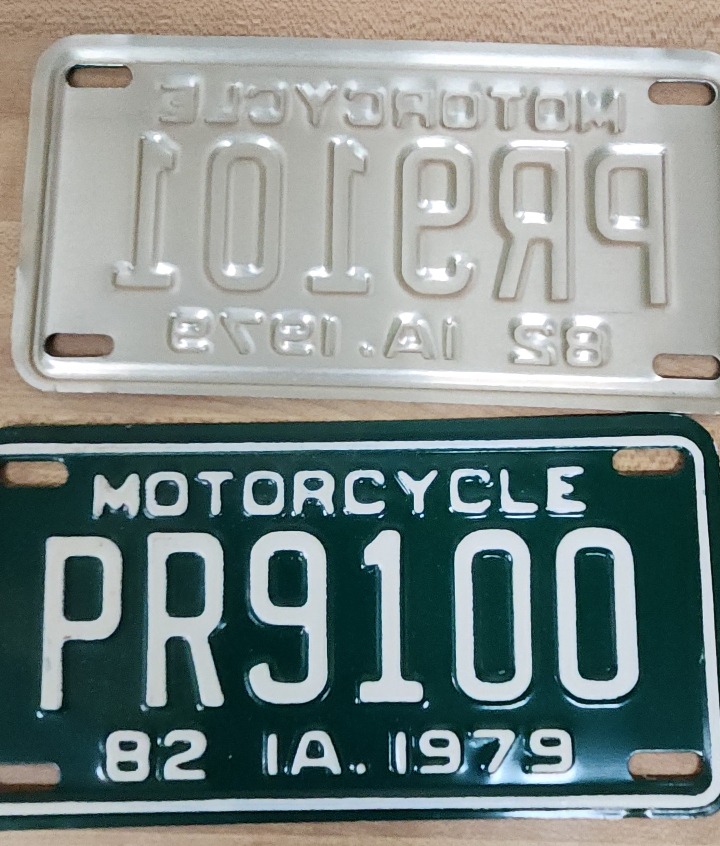 MOTORCYCLE
PR9101
82 IA. 1979
MOTORCYCLE
PR9100
82 IA. 1979